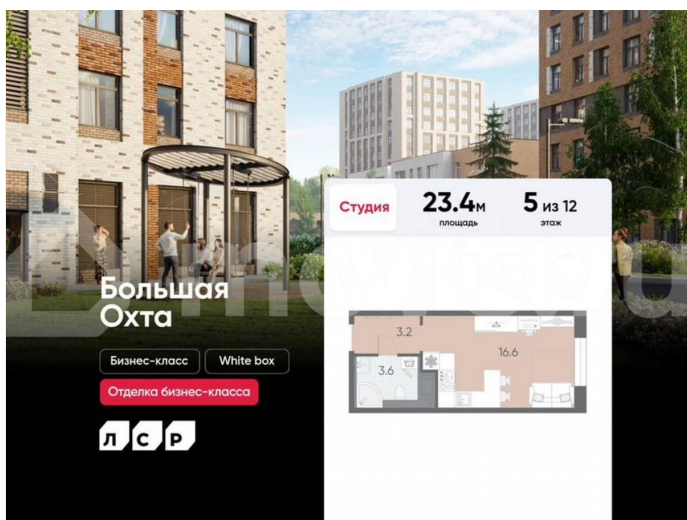 Студия
23.4м
площадь
5 из 12
этаж
Большая
Охта
Бизнес-класс
White box
Отделка бизнес-класса
ЛСР
3.2
16.6
3.6